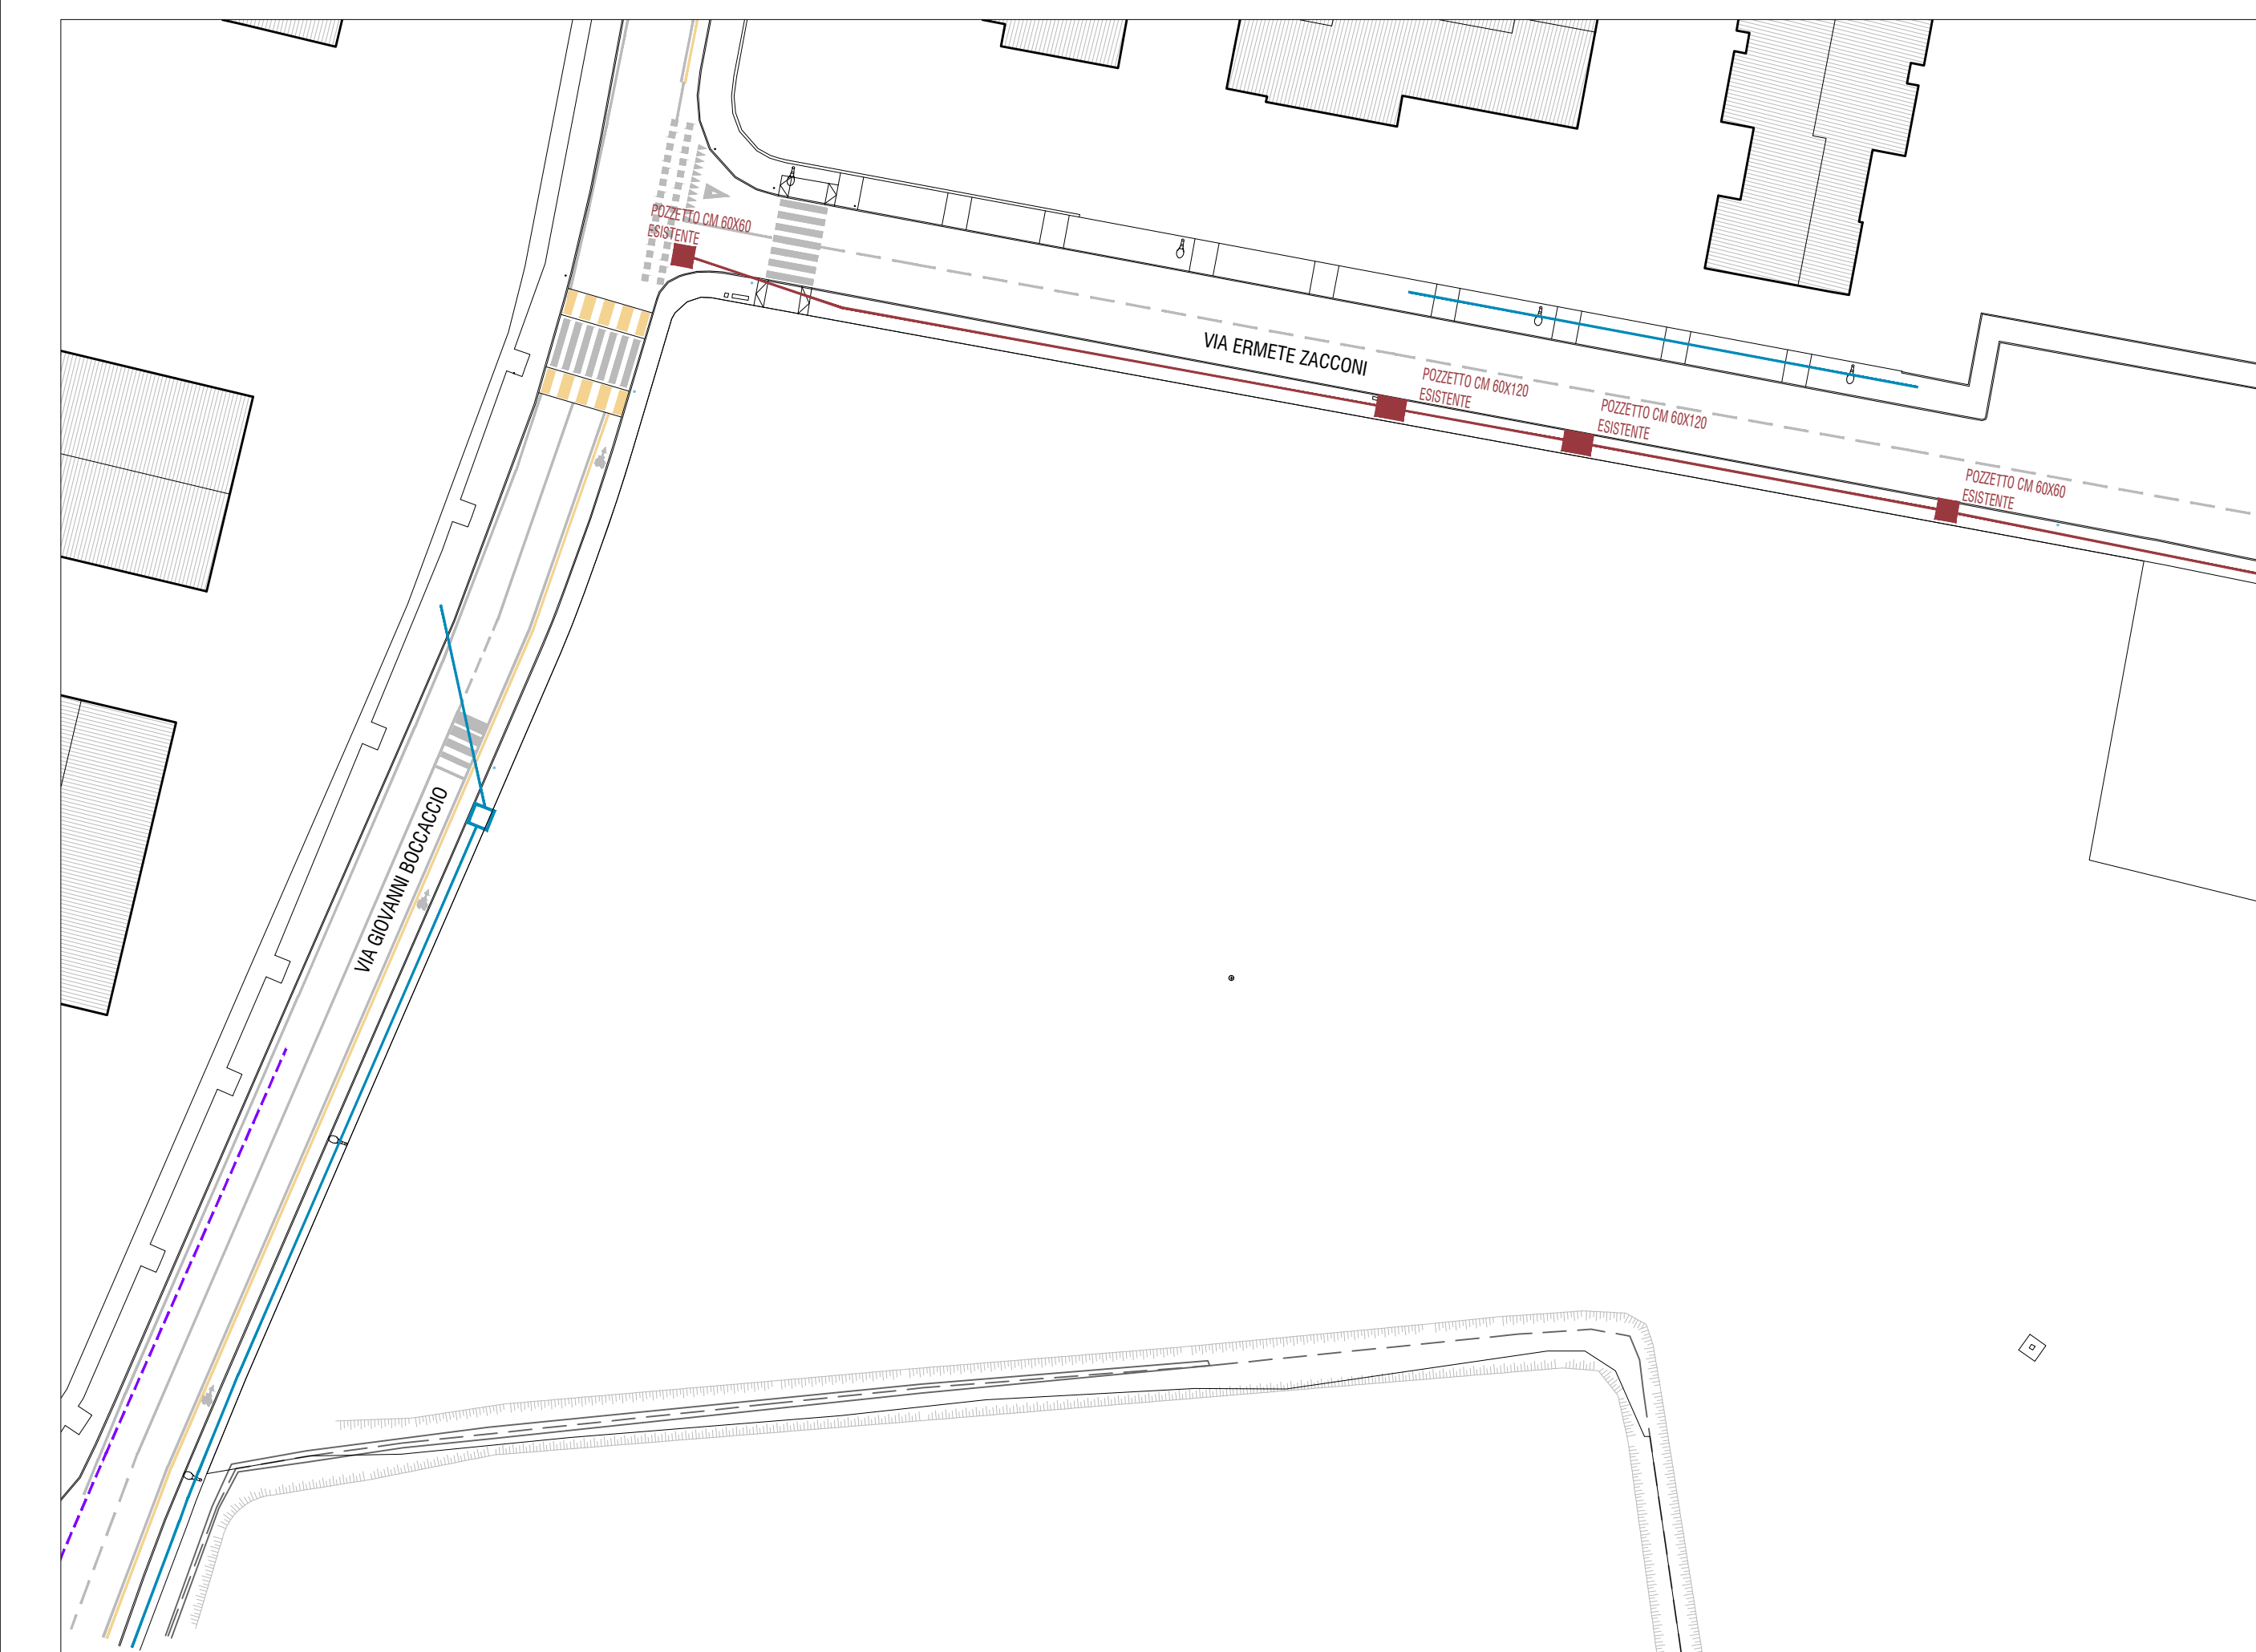 POZZETTO CM 60X60
ESISTENTE
VIA ERMETE ZACCONI
POZZETTO CM 60X120
ESISTENTE
POZZETTO CM 60X120
ESISTENTE
POZZETTO CM 60X60
ESISTENTE
VIA GIOVANNI BOCCACCIO